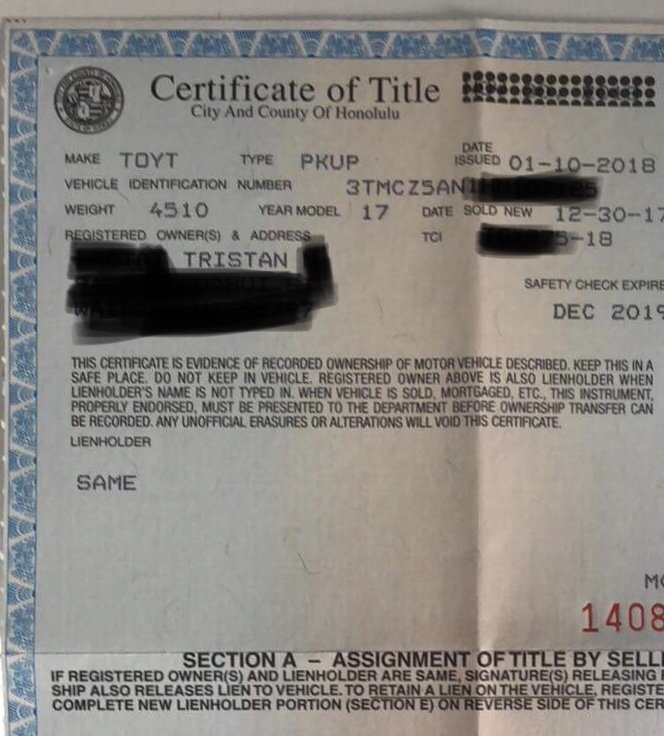 Certificate of Title
City And County Of Honolulu
MAKE TOYT TYPE PKUP DATE ISSUED 01-10-2018
VEHICLE IDENTIFICATION NUMBER 3TMCZ5AN
WEIGHT 4510 YEAR MODEL 17 DATE SOLD NEW 12-30-17
REGISTERED OWNER(S) & ADDRESS TCI 5-18
TRISTAN
SAFETY CHECK EXPIRE
DEC 2019
THIS CERTIFICATE IS EVIDENCE OF RECORDED OWNERSHIP OF MOTOR VEHICLE DESCRIBED. KEEP THIS IN A
SAFE PLACE. DO NOT KEEP IN VEHICLE. REGISTERED OWNER ABOVE IS ALSO LIENHOLDER WHEN
LIENHOLDER'S NAME IS NOT TYPED IN. WHEN VEHICLE IS SOLD, MORTGAGED, ETC., THIS INSTRUMENT,
PROPERLY ENDORSED, MUST BE PRESENTED TO THE DEPARTMENT BEFORE OWNERSHIP TRANSFER CAN
BE RECORDED. ANY UNOFFICIAL ERASURES OR ALTERATIONS WILL VOID THIS CERTIFICATE.
LIENHOLDER
SAME
1408
SECTION A – ASSIGNMENT OF TITLE BY SELL
IF REGISTERED OWNER(S) AND LIENHOLDER ARE SAME, SIGNATURE(S) RELEASING
SHIP ALSO RELEASES LIEN TO VEHICLE. TO RETAIN A LIEN ON THE VEHICLE, REGISTE
COMPLETE NEW LIENHOLDER PORTION (SECTION E) ON REVERSE SIDE OF THIS CER